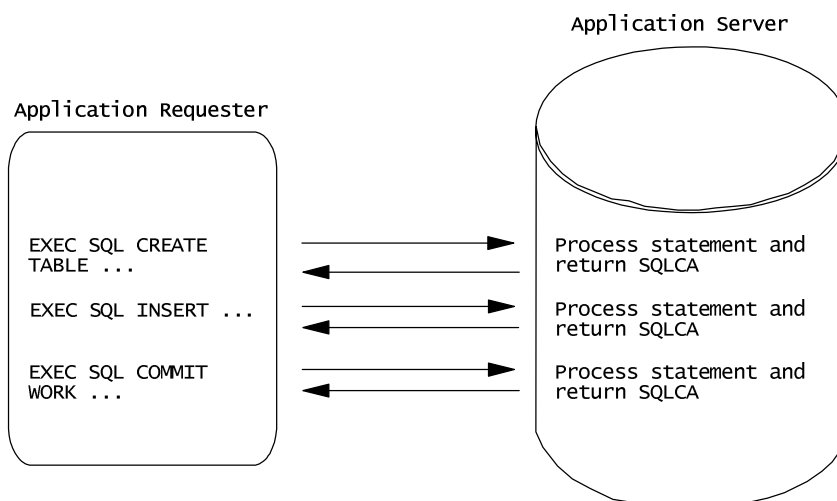 Application Server
Application Requester
EXEC SQL CREATE
TABLE ...
Process statement and
return SQLCA
EXEC SQL INSERT ...
Process statement and
return SQLCA
EXEC SQL COMMIT
WORK ...
Process statement and
return SQLCA